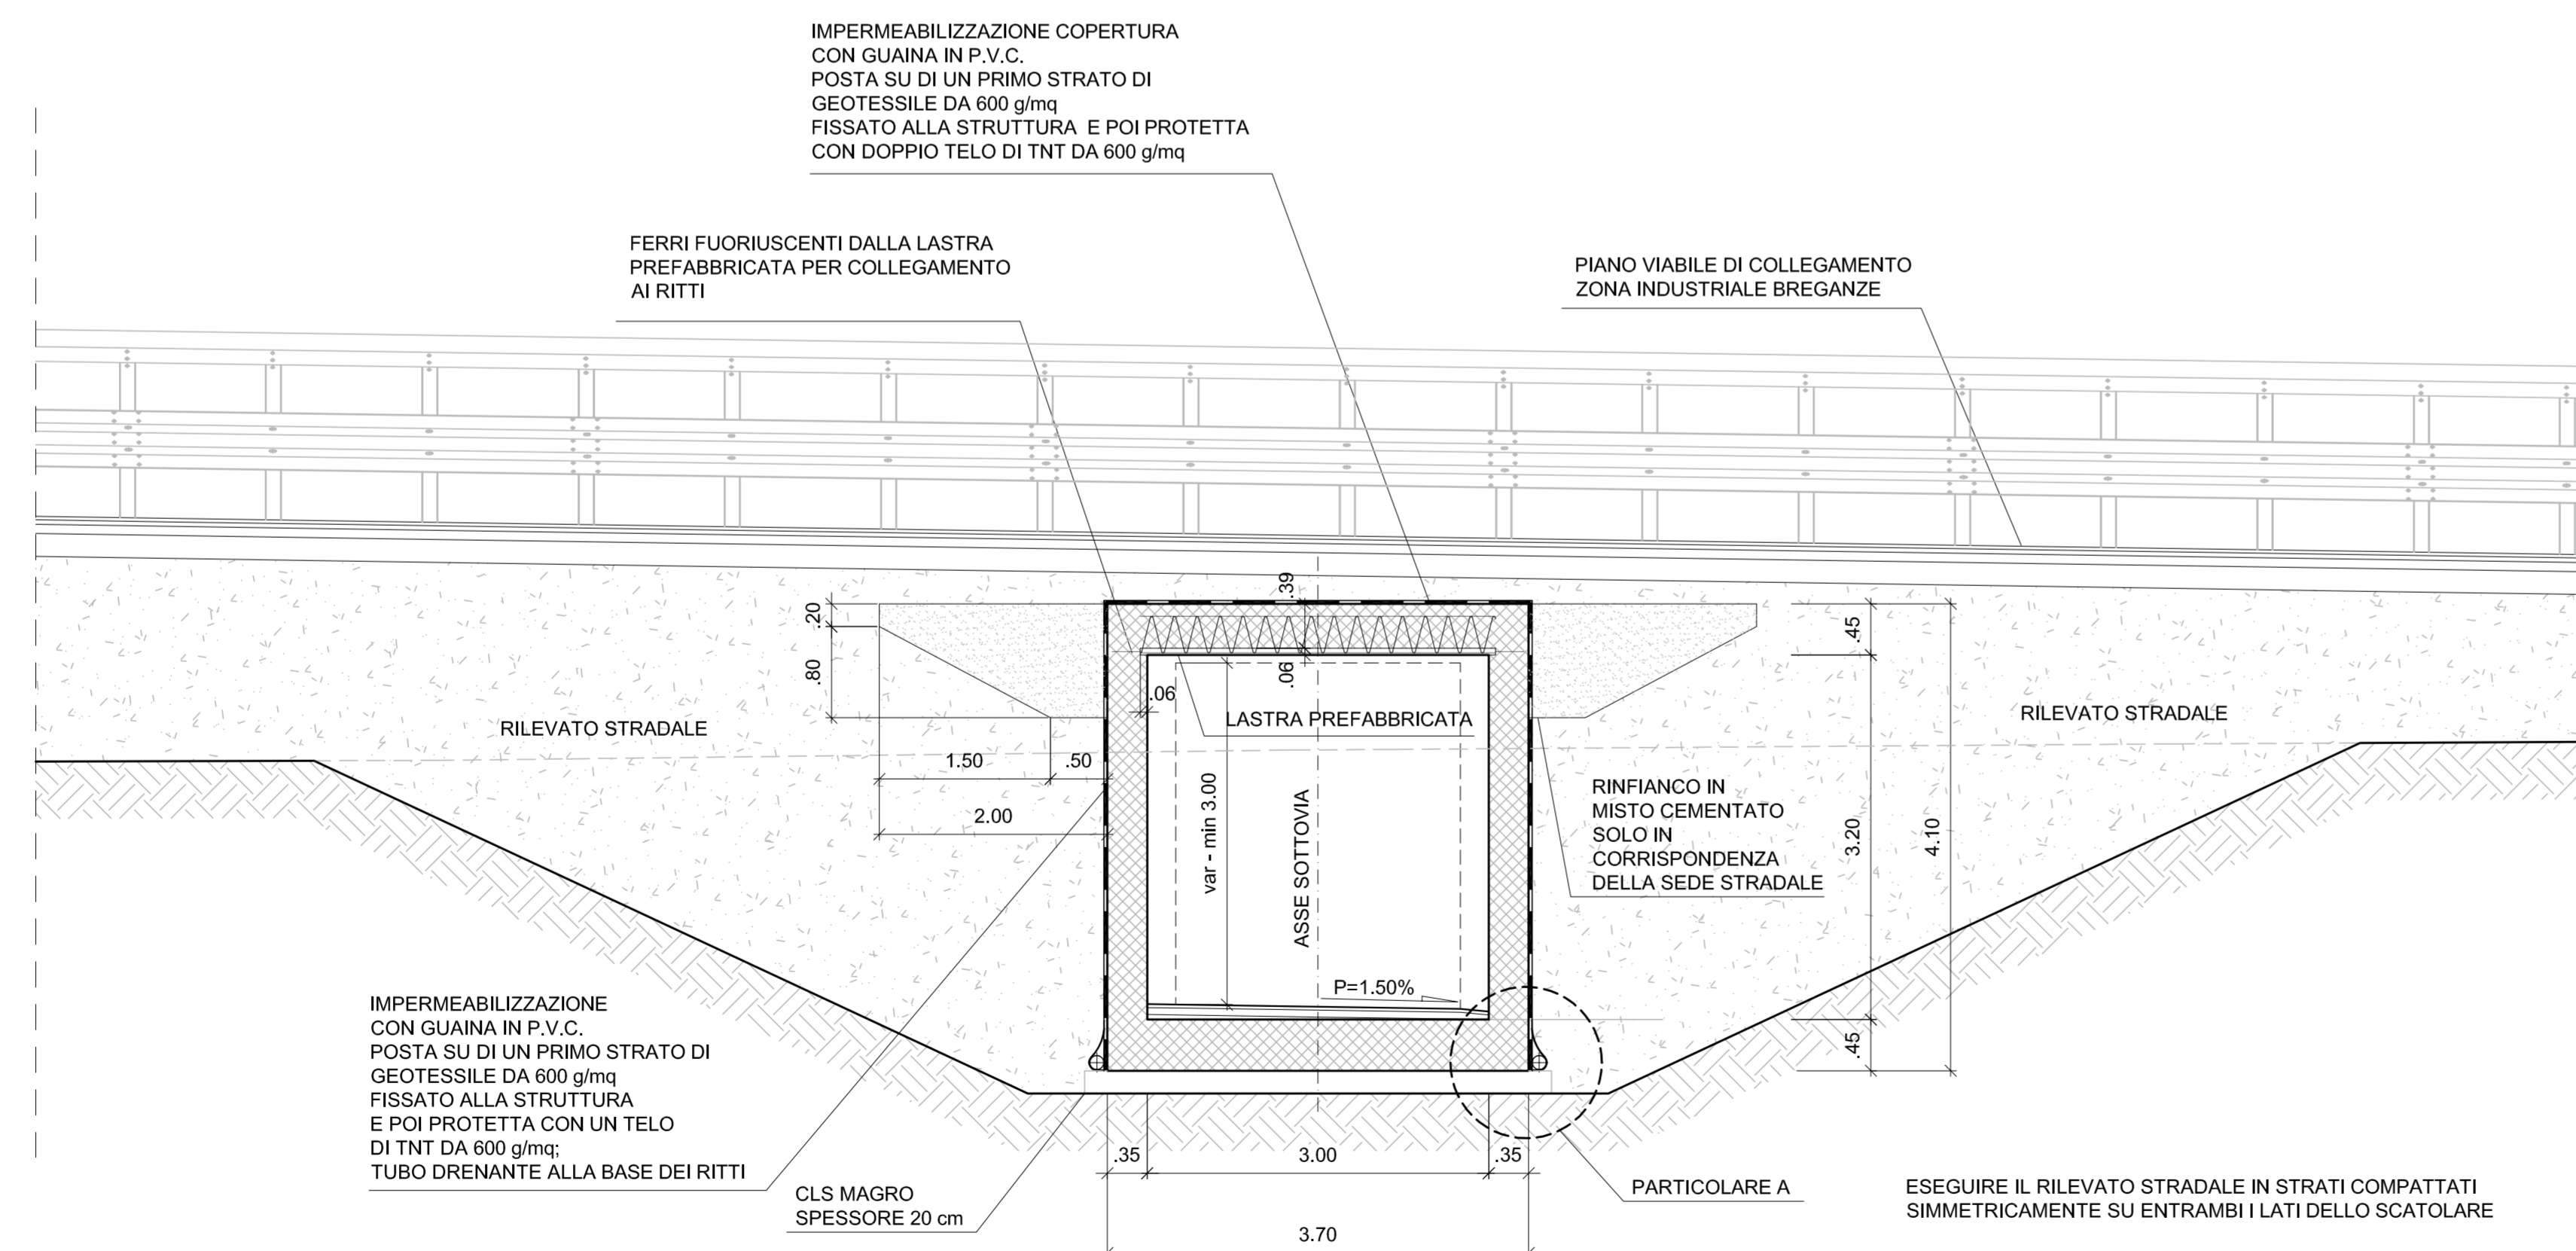 IMPERMEABILIZZAZIONE COPERTURA
CON GUAINA IN P.V.C.
POSTA SU DI UN PRIMO STRATO DI
GEOTESSILE DA 600 g/mq
FISSATO ALLA STRUTTURA E POI PROTETTA
CON DOPPIO TELO DI TNT DA 600 g/mq
FERRI FUORIUSCENTI DALLA LASTRA
PREFABBRICATA PER COLLEGAMENTO
AI RITTI
PIANO VIABILE DI COLLEGAMENTO
ZONA INDUSTRIALE BREGANZE
.39
.20
.80
.45
.06
.06
LASTRA PREFABBRICATA
RILEVATO STRADALE
RILEVATO STRADALE
1.50
.50
2.00
var - min 3.00
ASSE SOTTOVIA
RINFIANCO IN
MISTO CEMENTATO
SOLO IN
CORRISPONDENZA
DELLA SEDE STRADALE
3.20
4.10
P=1.50%
.45
IMPERMEABILIZZAZIONE
CON GUAINA IN P.V.C.
POSTA SU DI UN PRIMO STRATO DI
GEOTESSILE DA 600 g/mq
FISSATO ALLA STRUTTURA
E POI PROTETTA CON UN TELO
DI TNT DA 600 g/mq;
TUBO DRENANTE ALLA BASE DEI RITTI
CLS MAGRO
SPESSORE 20 cm
.35
3.00
.35
3.70
PARTICOLARE A
ESEGUIRE IL RILEVATO STRADALE IN STRATI COMPATTATI
SIMMETRICAMENTE SU ENTRAMBI I LATI DELLO SCATOLARE